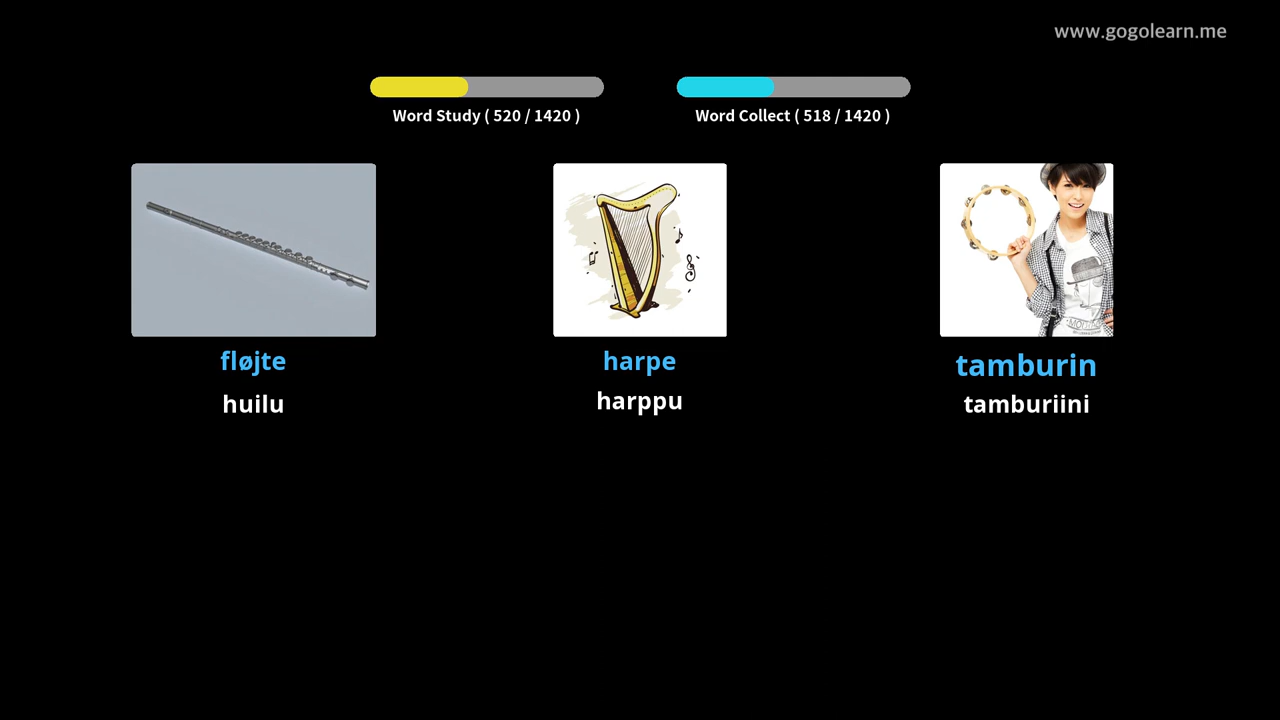 www.gogolearn.me
Word Study ( 520 / 1420 )
Word Collect ( 518 / 1420 )
fløjte
harpe
tamburin
huilu
harppu
tamburiini